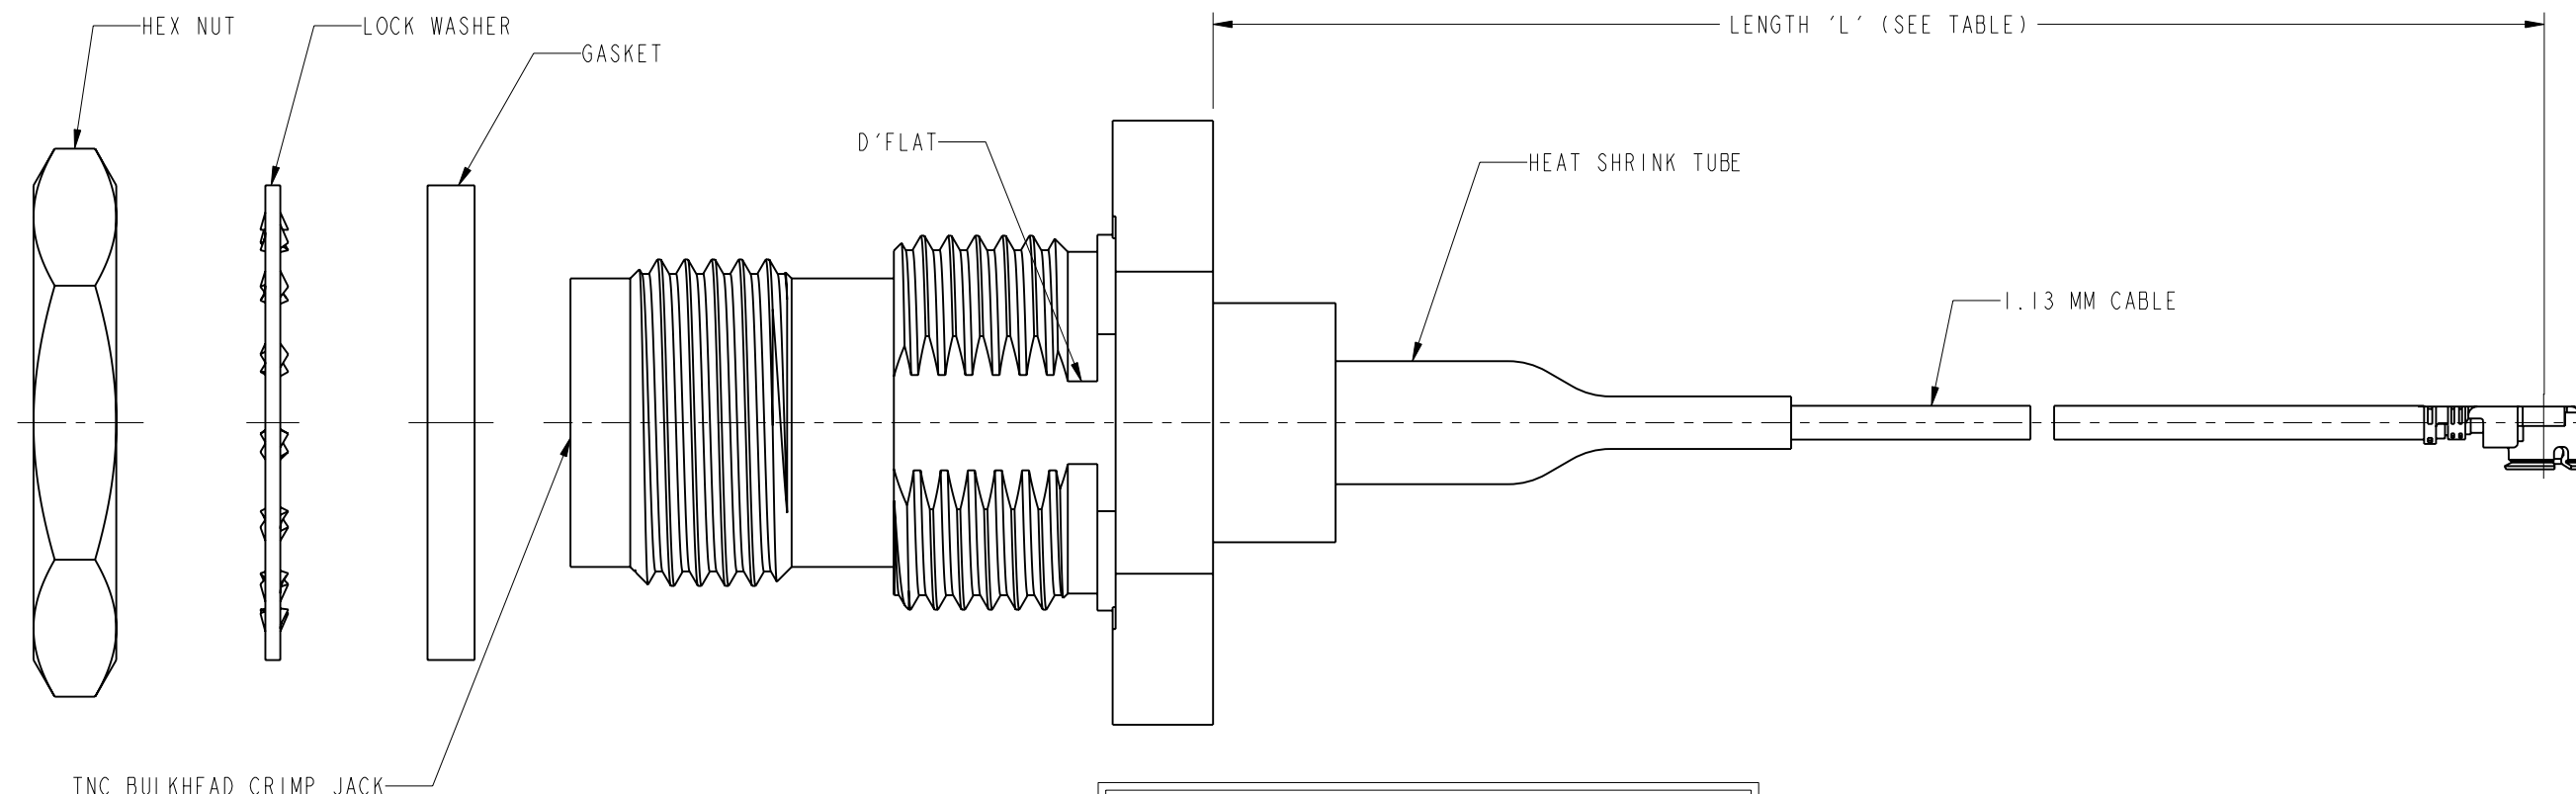 HEX NUT
LOCK WASHER
LENGTH 'L' (SEE TABLE)
GASKET
D'FLAT
HEAT SHRINK TUBE
1.13 MM CABLE
TNC BULKHEAD CRIMP JACK